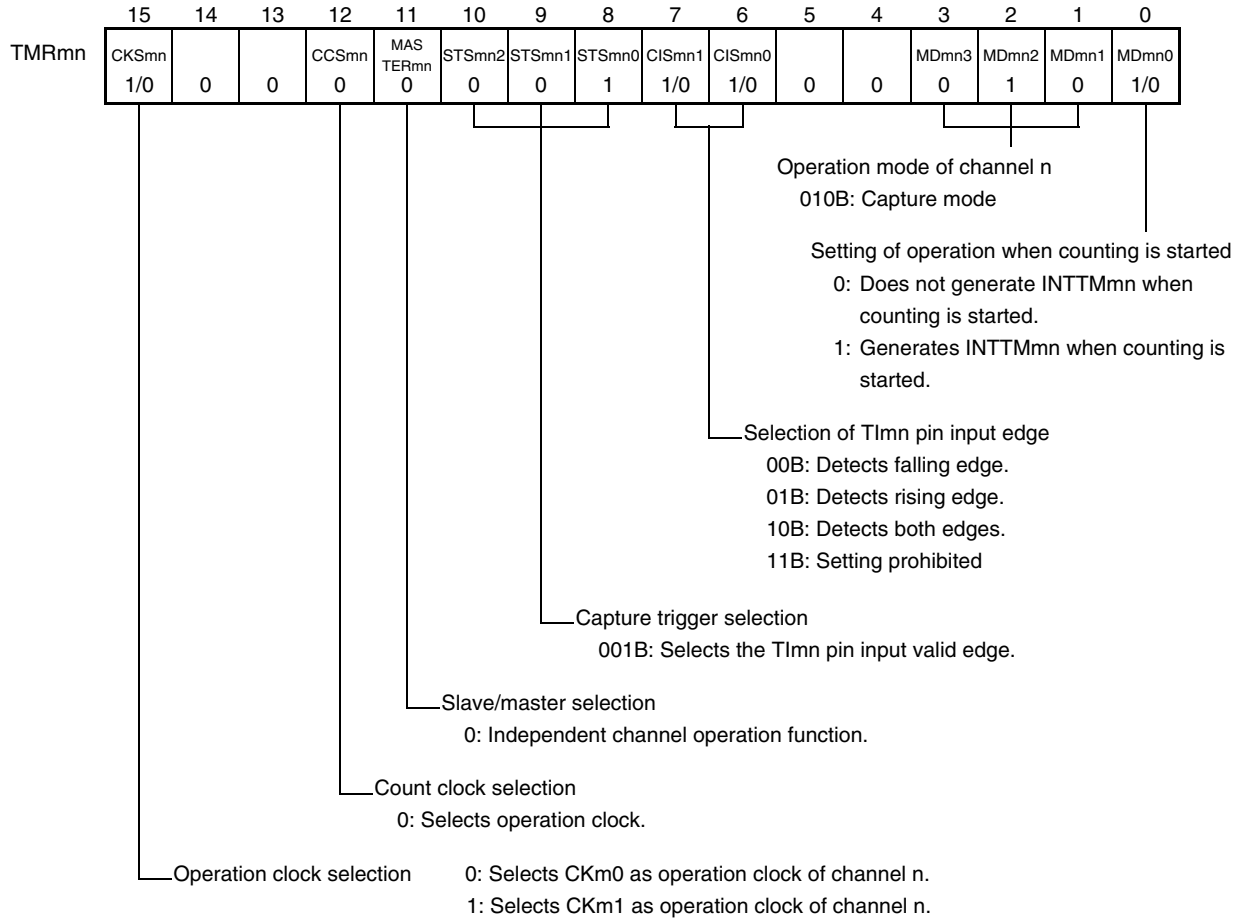 15 14 13 12 11 10 9 8 7 6 5 4 3 2 1 0
TMRmn CKSmn CCSmn MAS TERmn STSmn2 STSmn1 STSmn0 CISmn1 CISmn0 MDmn3 MDmn2 MDmn1 MDmn0
1/0 0 0 0 0 0 0 1 1/0 1/0 0 0 0 1 0 1/0
Operation mode of channel n
010B: Capture mode
Setting of operation when counting is started
0: Does not generate INTTMmn when
counting is started.
1: Generates INTTMmn when counting is
started.
Selection of TImn pin input edge
00B: Detects falling edge.
01B: Detects rising edge.
10B: Detects both edges.
11B: Setting prohibited
Capture trigger selection
001B: Selects the TImn pin input valid edge.
Slave/master selection
0: Independent channel operation function.
Count clock selection
0: Selects operation clock.
Operation clock selection 0: Selects CKm0 as operation clock of channel n.
1: Selects CKm1 as operation clock of channel n.